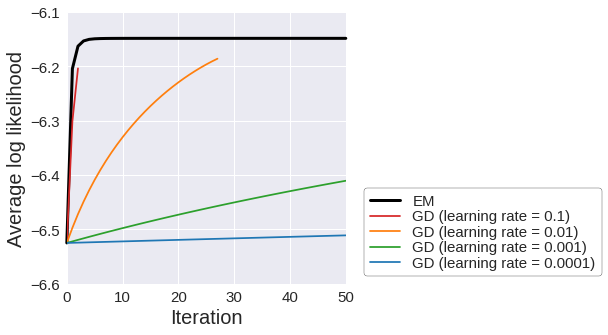 −6.1
−6.2
−6.3
−6.4
−6.5
−6.6
Average log likelihood
0 10 20 30 40 50
Iteration
EM
GD (learning rate = 0.1)
GD (learning rate = 0.01)
GD (learning rate = 0.001)
GD (learning rate = 0.0001)